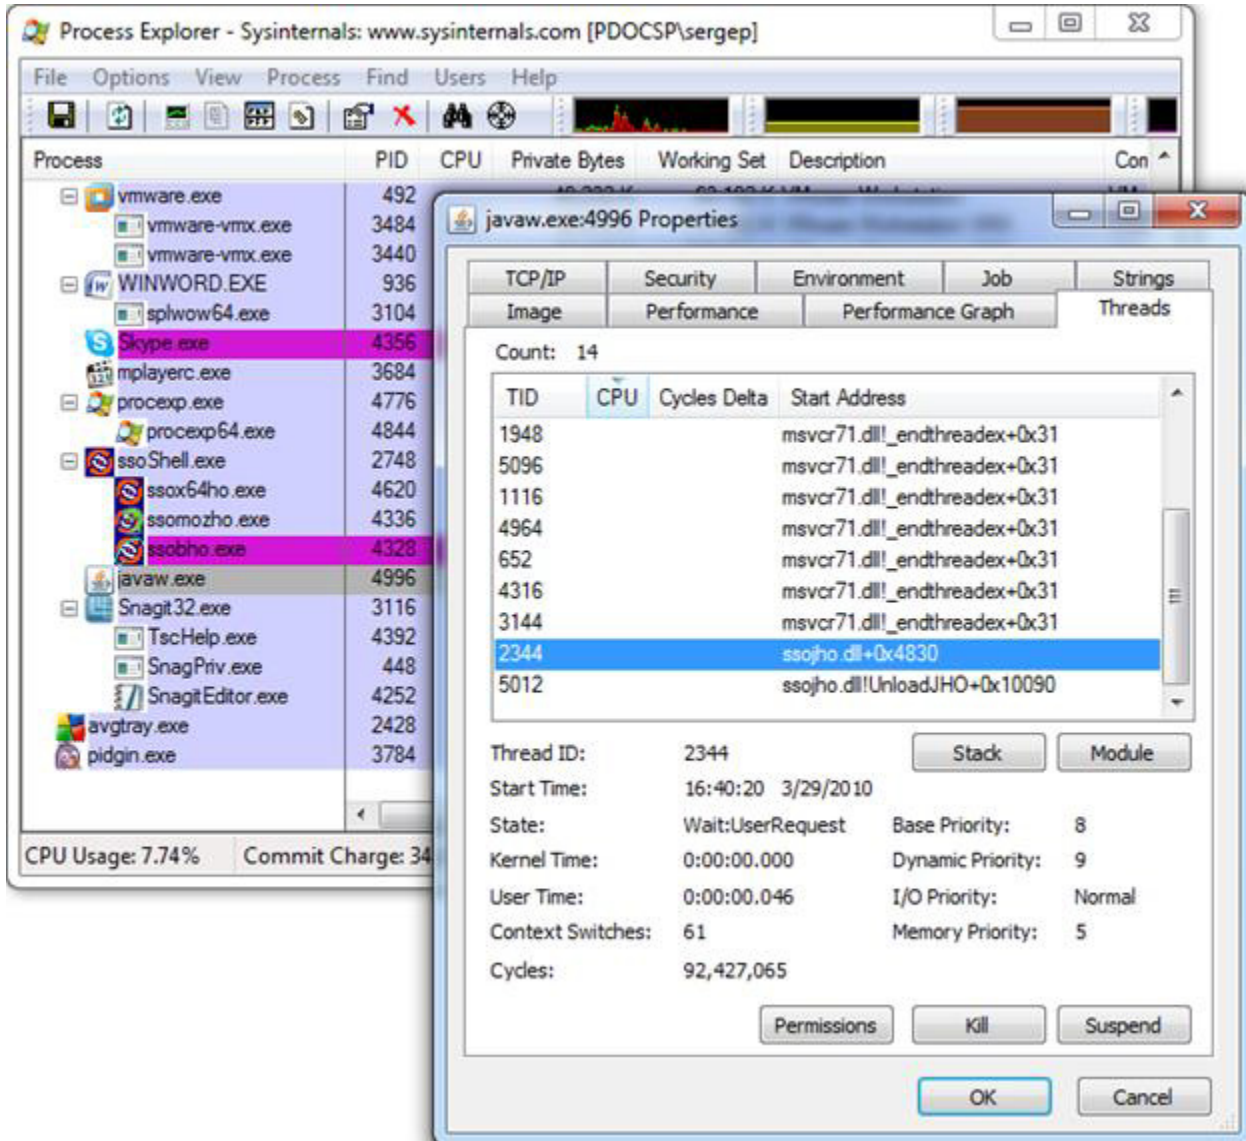 Process Explorer - Sysinternals: www.sysinternals.com [PDOCSP\sergep]
File Options View Process Find Users Help
Process PID CPU Private Bytes Working Set Description Con
vmware.exe 492
vmware-vmx.exe 3484
vmware-vmx.exe 3440
WINWORD.EXE 936
splwow64.exe 3104
Skype.exe 4356
mplayerc.exe 3684
procexp.exe 4776
procexp64.exe 4844
ssoShell.exe 2748
ssox64ho.exe 4620
ssomozho.exe 4336
ssobho.exe 4328
javaw.exe 4996
Snagit32.exe 3116
TscHelp.exe 4392
SnagPriv.exe 448
SnagitEditor.exe 4252
avgtray.exe 2428
pidgin.exe 3784
CPU Usage: 7.74% Commit Charge: 34
javaw.exe:4996 Properties
TCP/IP Security Environment Job Strings
Image Performance Performance Graph Threads
Count: 14
TID CPU Cycles Delta Start Address
1948 msvcr71.dll!_endthreadex+0x31
5096 msvcr71.dll!_endthreadex+0x31
1116 msvcr71.dll!_endthreadex+0x31
4964 msvcr71.dll!_endthreadex+0x31
652 msvcr71.dll!_endthreadex+0x31
4316 msvcr71.dll!_endthreadex+0x31
3144 msvcr71.dll!_endthreadex+0x31
2344 ssojho.dll+0x4830
5012 ssojho.dll!UnloadJHO+0x10090
Thread ID: 2344 Stack Module
Start Time: 16:40:20 3/29/2010
State: Wait:UserRequest Base Priority: 8
Kernel Time: 0:00:00.000 Dynamic Priority: 9
User Time: 0:00:00.046 I/O Priority: Normal
Context Switches: 61 Memory Priority: 5
Cycles: 92,427,065
Permissions Kill Suspend
OK Cancel